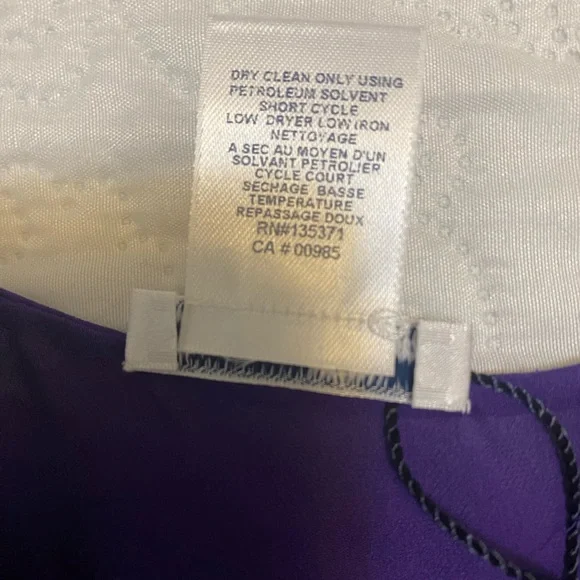 DRY CLEAN ONLY USING
PETROLEUM SOLVENT
SHORT CYCLE
LOW DRYER LOW IRON
NETTOYAGE
A SEC AU MOYEN D'UN
SOLVANT PETROLIER
CYCLE COURT
SECHAGE BASSE
TEMPERATURE
REPASSAGE DOUX
RN#135371
CA # 00985